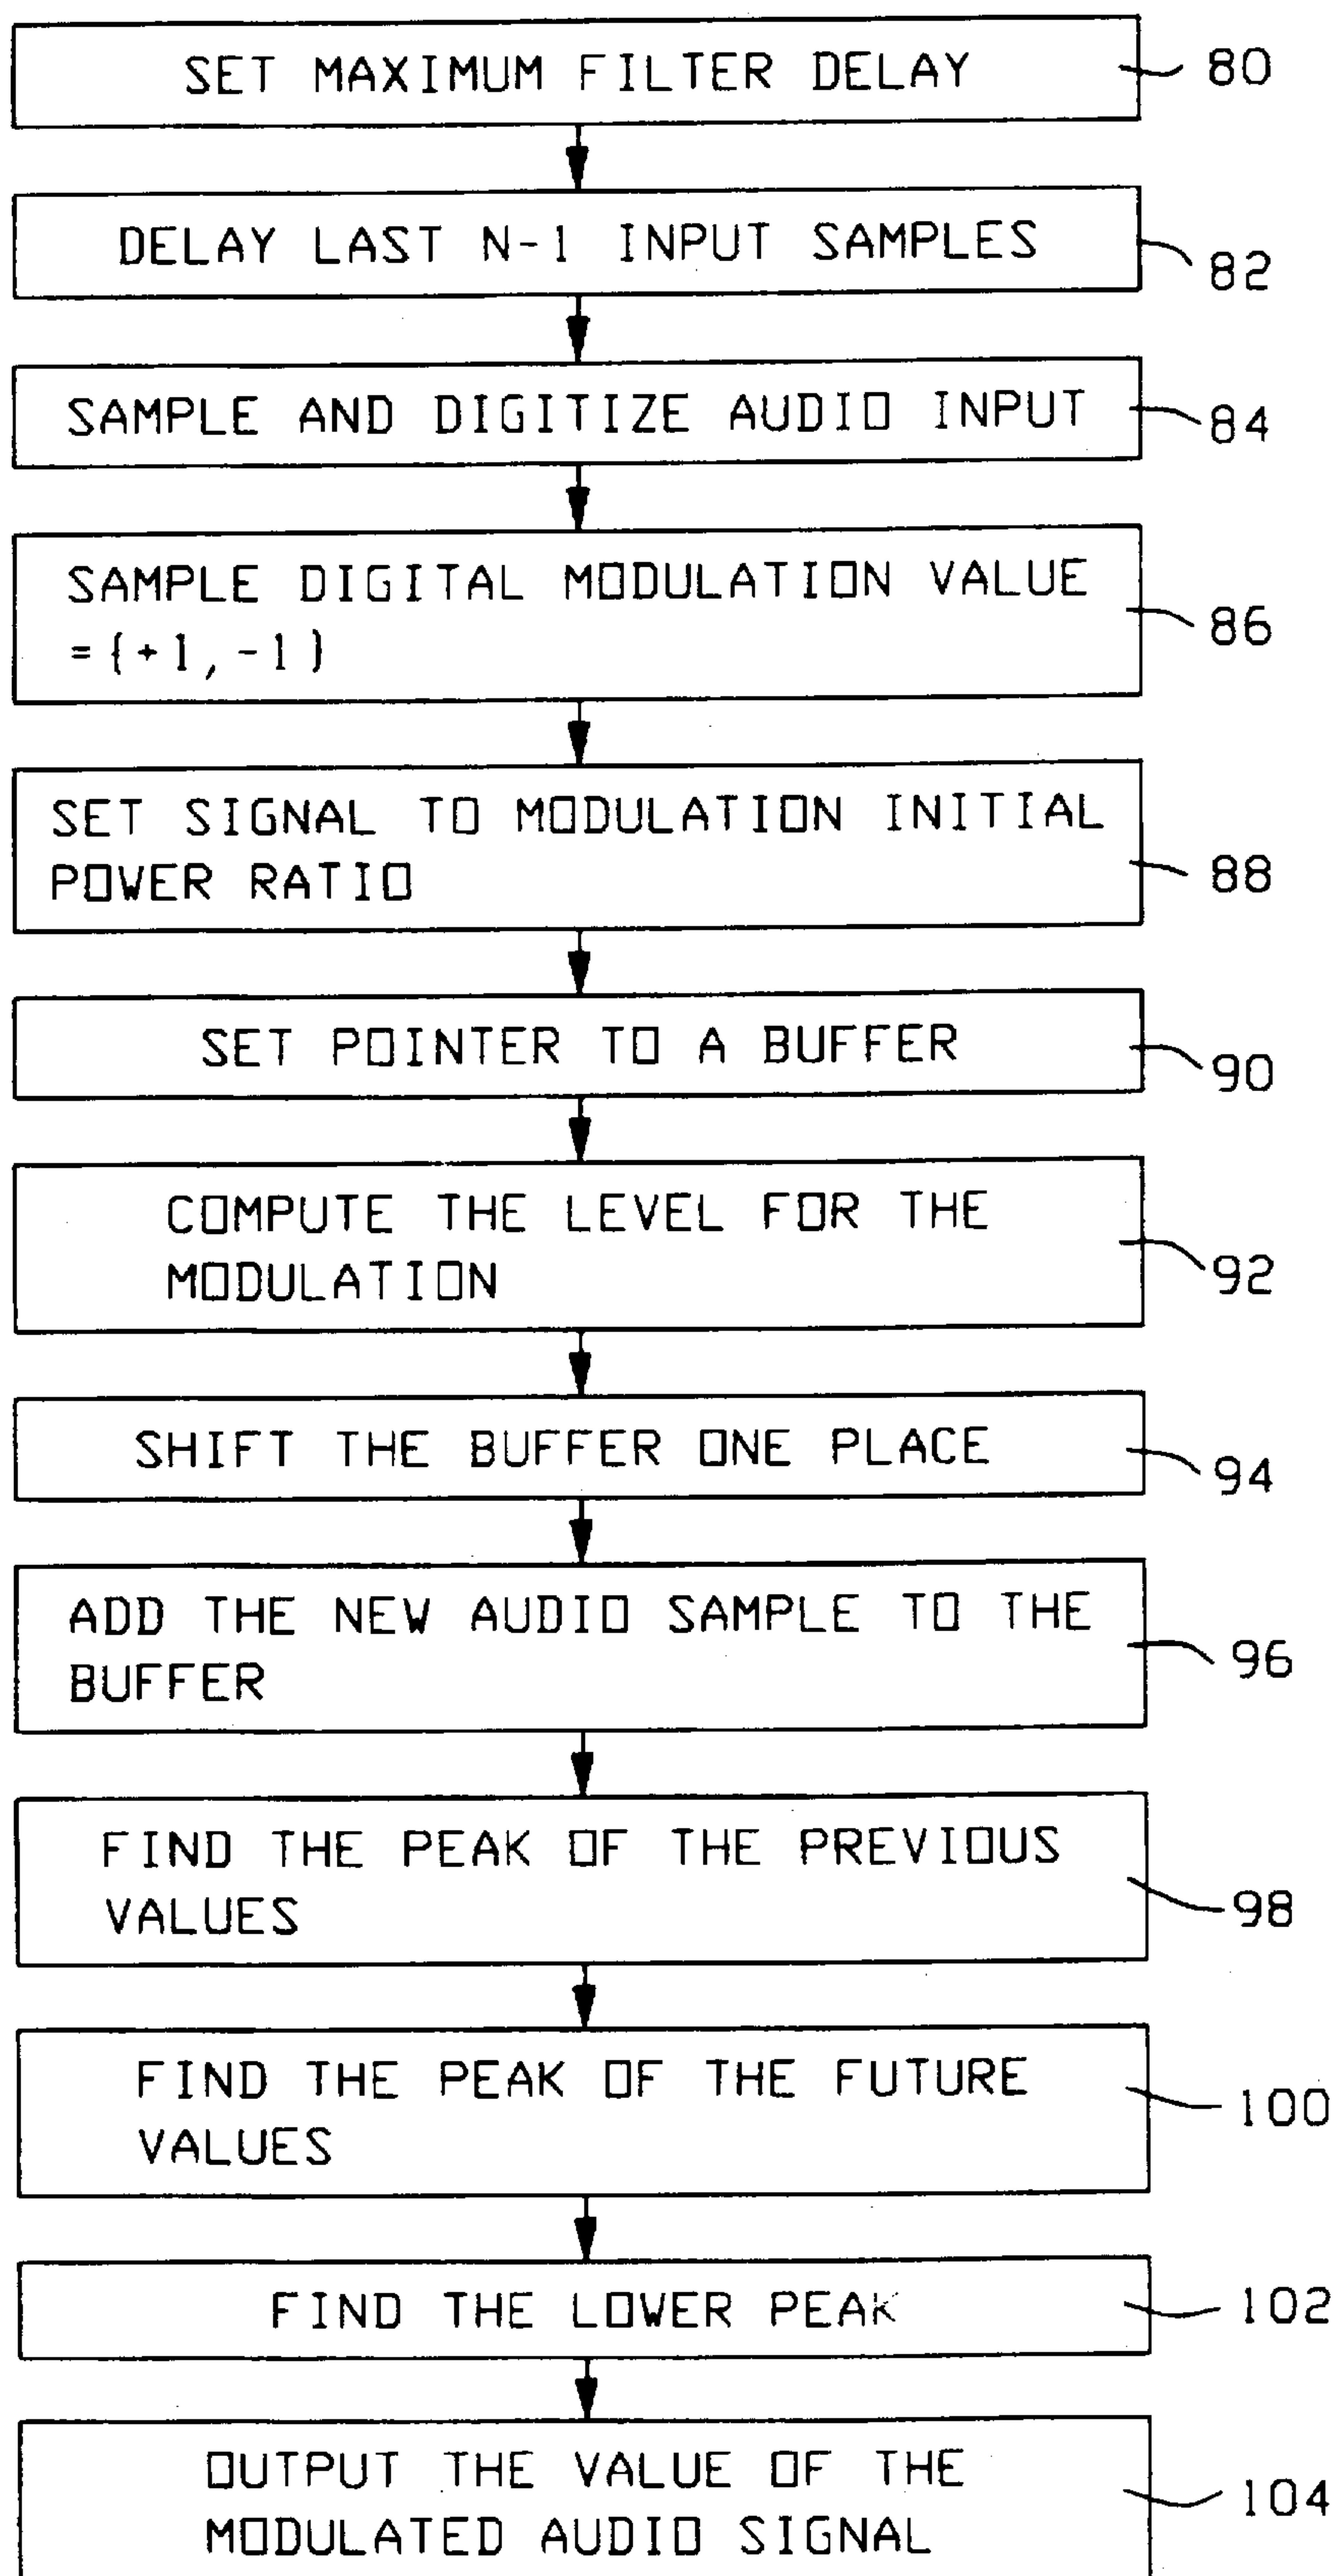 SET MAXIMUM FILTER DELAY 80
DELAY LAST N-1 INPUT SAMPLES 82
SAMPLE AND DIGITIZE AUDIO INPUT 84
SAMPLE DIGITAL MODULATION VALUE
={+1,-1} 86
SET SIGNAL TO MODULATION INITIAL
POWER RATIO 88
SET POINTER TO A BUFFER 90
COMPUTE THE LEVEL FOR THE
MODULATION 92
SHIFT THE BUFFER ONE PLACE 94
ADD THE NEW AUDIO SAMPLE TO THE
BUFFER 96
FIND THE PEAK OF THE PREVIOUS
VALUES 98
FIND THE PEAK OF THE FUTURE
VALUES 100
FIND THE LOWER PEAK 102
OUTPUT THE VALUE OF THE
MODULATED AUDIO SIGNAL 104